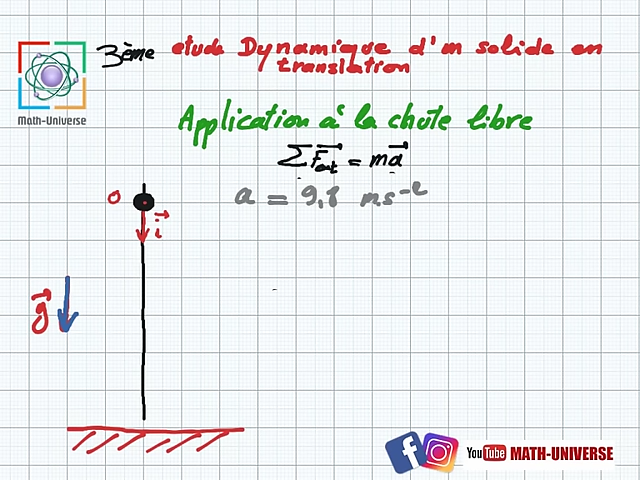 3ème etude Dynamique d'un solide en
translation
Math-Universe
Application à la chute libre
ΣF⃗ext = ma⃗
O
a = 9,8 m.s⁻²
i⃗
g⃗
f
YouTube MATH-UNIVERSE